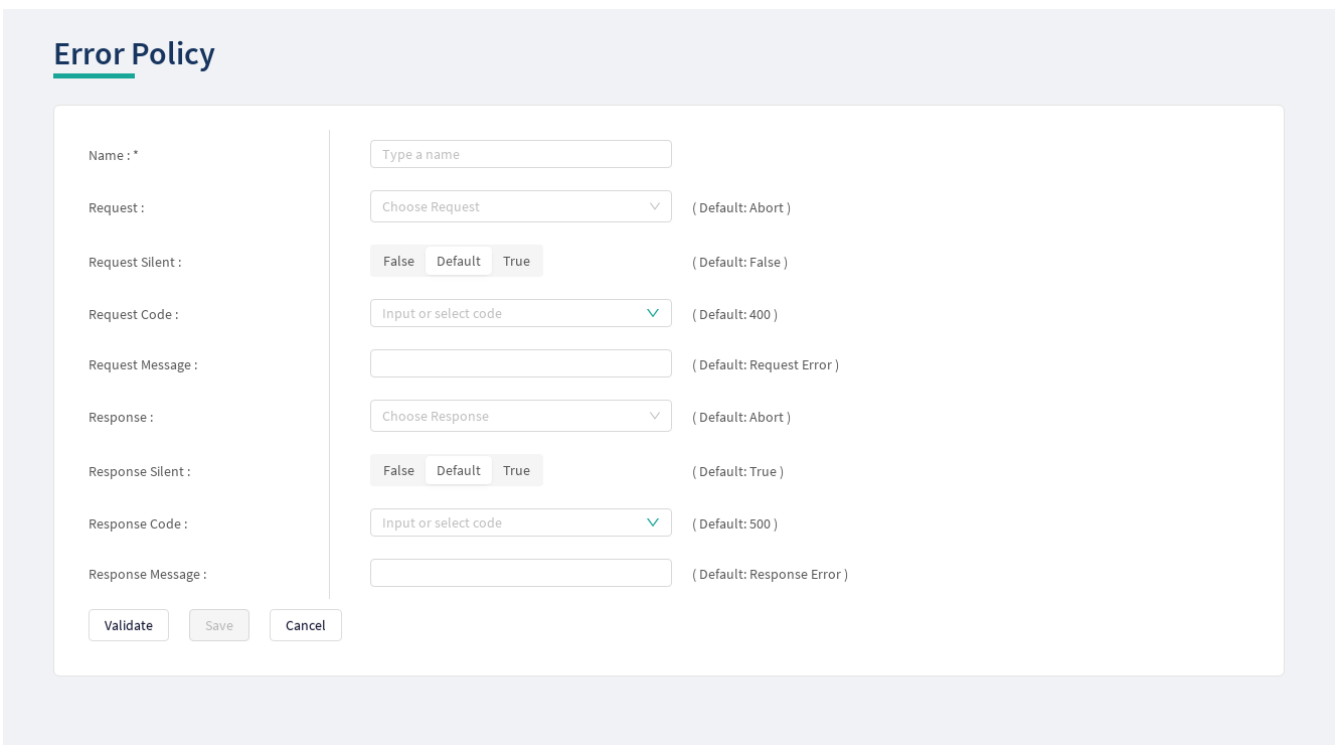 Error Policy
Name : * Type a name
Request : Choose Request ( Default: Abort )
Request Silent : False Default True ( Default: False )
Request Code : Input or select code ( Default: 400 )
Request Message : ( Default: Request Error )
Response : Choose Response ( Default: Abort )
Response Silent : False Default True ( Default: True )
Response Code : Input or select code ( Default: 500 )
Response Message : ( Default: Response Error )
Validate Save Cancel